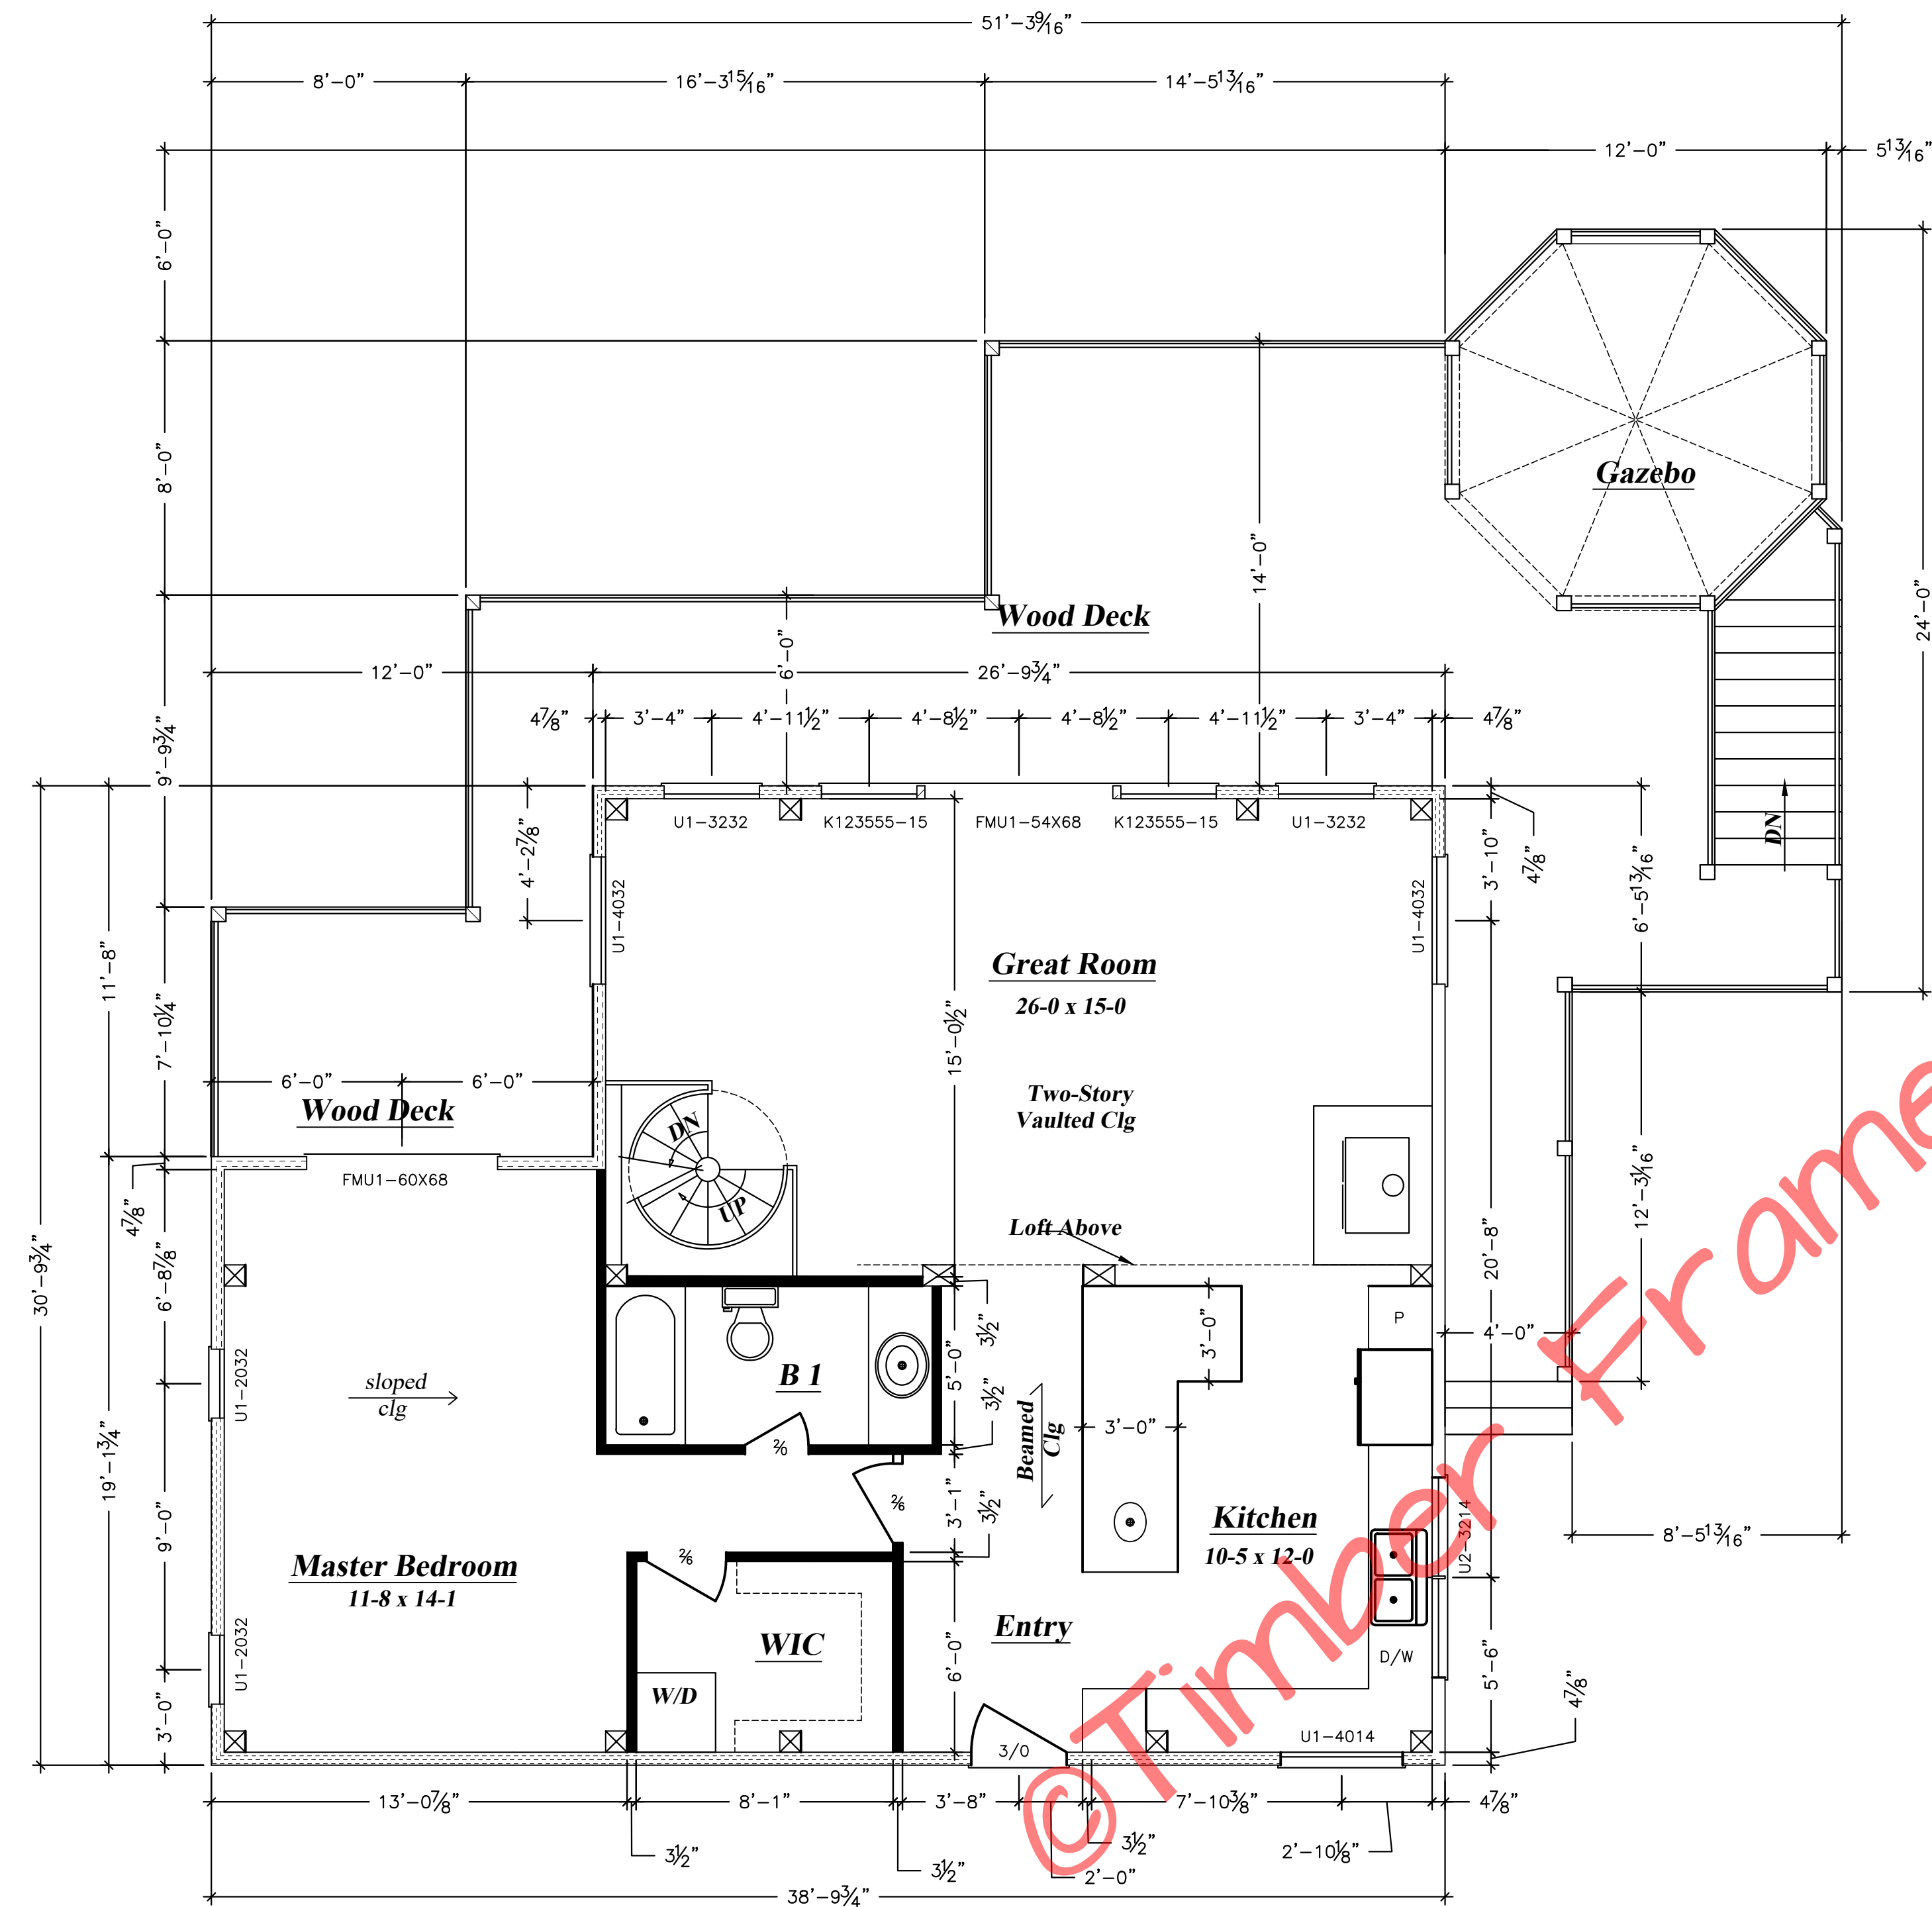 51'-3 9/16"
8'-0"
16'-3 15/16"
14'-5 13/16"
12'-0"
5 13/16"
6'-0"
8'-0"
9'-9 3/4"
7'-10 1/4"
24'-0"
Gazebo
14'-0"
Wood Deck
6'-0"
12'-0"
26'-9 3/4"
4 7/8"
3'-4"
4'-11 1/2"
4'-8 1/2"
4'-8 1/2"
4'-11 1/2"
3'-4"
4 7/8"
U1-3232
K123555-15
FMU1-54X68
K123555-15
U1-3232
4'-2 7/8"
U1-4032
U1-4032
3'-10"
4 7/8"
6'-5 13/16"
DN
11'-8"
30'-9 3/4"
Great Room
26-0 x 15-0
15'-0 1/2"
Two-Story
Vaulted Clg
6'-0"
6'-0"
Wood Deck
FMU1-60X68
4 7/8"
6'-8 7/8"
DN
UP
Loft Above
20'-8"
12'-3 1/16"
4'-0"
P
3'-0"
3 1/2"
5'-0"
3 1/2"
B 1
2/0
sloped
clg
U1-2032
19'-1 3/4"
9'-0"
Beamed
Clg
3'-0"
2/6
3'-1"
3 1/2"
Kitchen
10-5 x 12-0
U2-3214
8'-5 13/16"
2/6
Master Bedroom
11-8 x 14-1
Entry
WIC
W/D
6'-0"
D/W
5'-6"
4 7/8"
U1-2032
3'-0"
3/0
U1-4014
13'-0 7/8"
8'-1"
3'-8"
7'-10 3/8"
4 7/8"
3 1/2"
3 1/2"
3 1/2"
2'-0"
2'-10 1/8"
38'-9 3/4"
©Timber Frame